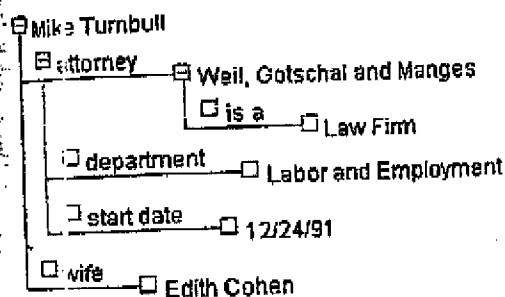 Mike Turnbull
attorney
Weil, Gotschal and Manges
is a
Law Firm
department
Labor and Employment
start date
12/24/91
wife
Edith Cohen